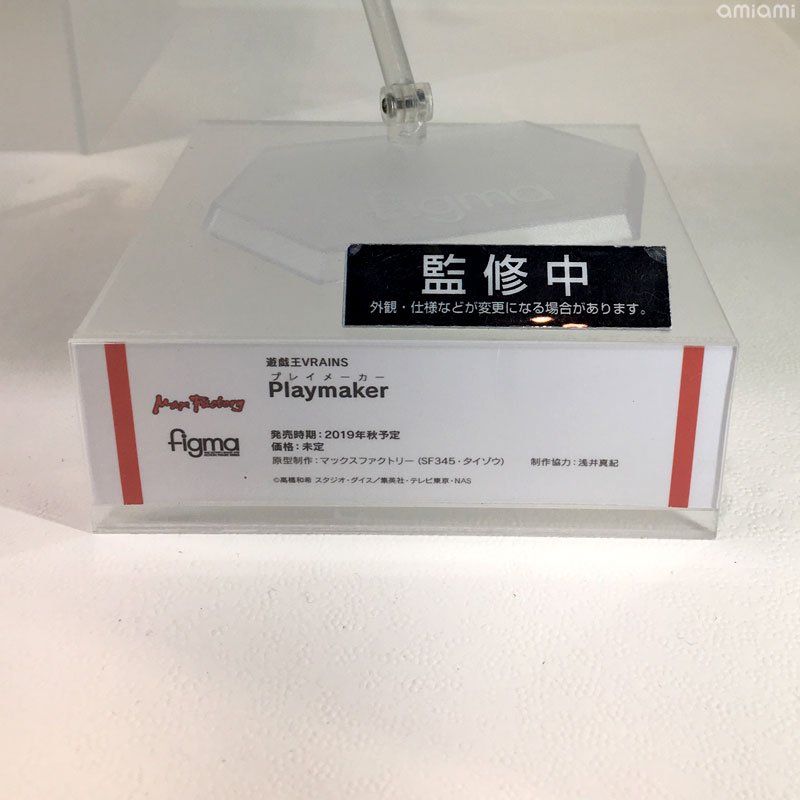 amiami
figma
監修中
外観・仕様などが変更になる場合があります。
遊戯王VRAINS
プレイメーカー
Playmaker
Max Factory
figma
発売時期：2019年秋予定
価格：未定
原型制作：マックスファクトリー（SF345・タイゾウ）　制作協力：浅井真紀
©高橋和希 スタジオ・ダイス／集英社・テレビ東京・NAS